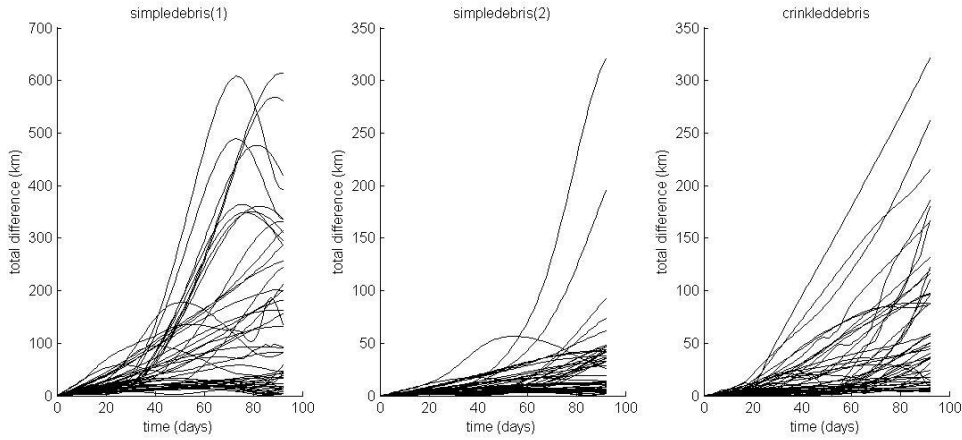 simpledebris(1)
700
600
500
400
300
200
100
0
total difference (km)
0 20 40 60 80 100
time (days)
simpledebris(2)
350
300
250
200
150
100
50
0
total difference (km)
0 20 40 60 80 100
time (days)
crinkleddebris
350
300
250
200
150
100
50
0
total difference (km)
0 20 40 60 80 100
time (days)